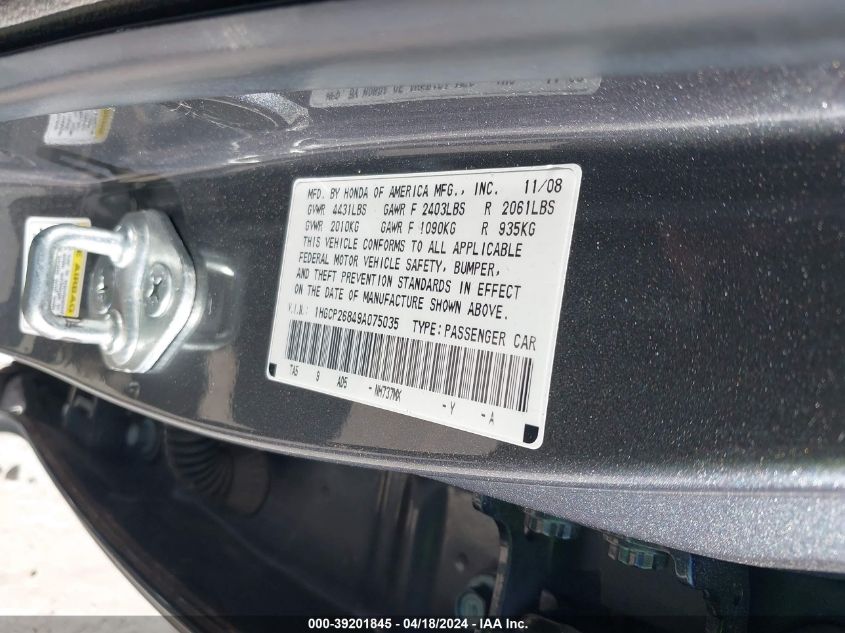 MFD. BY HONDA OF AMERICA MFG., INC. 11/08
GVWR 4431LBS GAWR F 2403LBS R 2061LBS
GVWR 2010KG GAWR F 1090KG R 935KG
THIS VEHICLE CONFORMS TO ALL APPLICABLE
FEDERAL MOTOR VEHICLE SAFETY, BUMPER,
AND THEFT PREVENTION STANDARDS IN EFFECT
ON THE DATE OF MANUFACTURE SHOWN ABOVE.
V.I.N.: 1HGCP26849A075035 TYPE:PASSENGER CAR
TA5 9 AD5 - NH737MX - Y - A
E AIRBAG
000-39201845 - 04/18/2024 - IAA Inc.